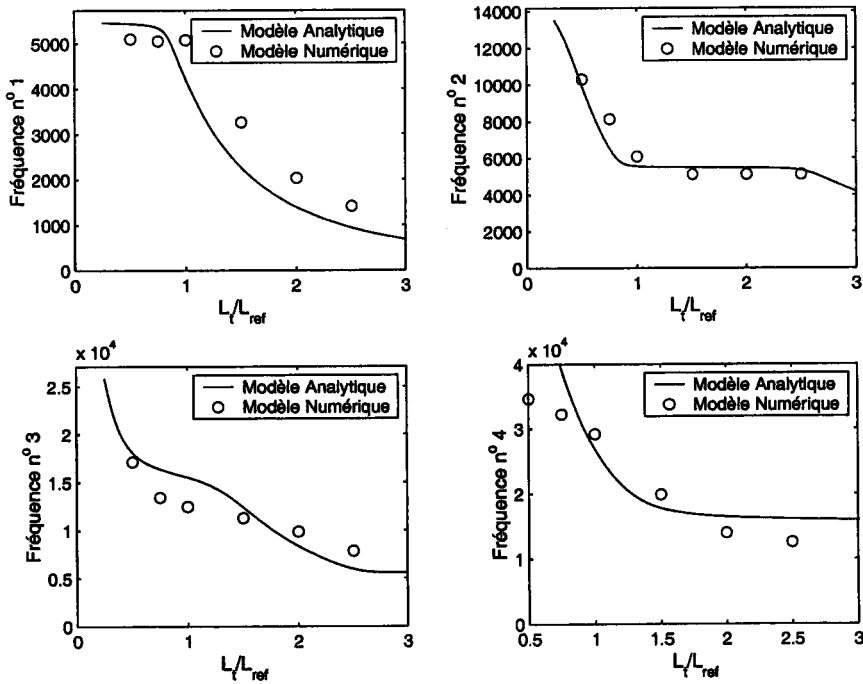 Modèle Analytique
Modèle Numérique
5000
4000
3000
2000
1000
0
0
1
2
3
Fréquence nº 1
L_t/L_ref
Modèle Analytique
Modèle Numérique
14000
12000
10000
8000
6000
4000
2000
0
0
1
2
3
Fréquence nº 2
L_t/L_ref
x 10^4
Modèle Analytique
Modèle Numérique
2.5
2
1.5
1
0.5
0
0
1
2
3
Fréquence nº 3
L_t/L_ref
x 10^4
Modèle Analytique
Modèle Numérique
4
3
2
1
0
0.5
1
1.5
2
2.5
3
Fréquence nº 4
L_t/L_ref